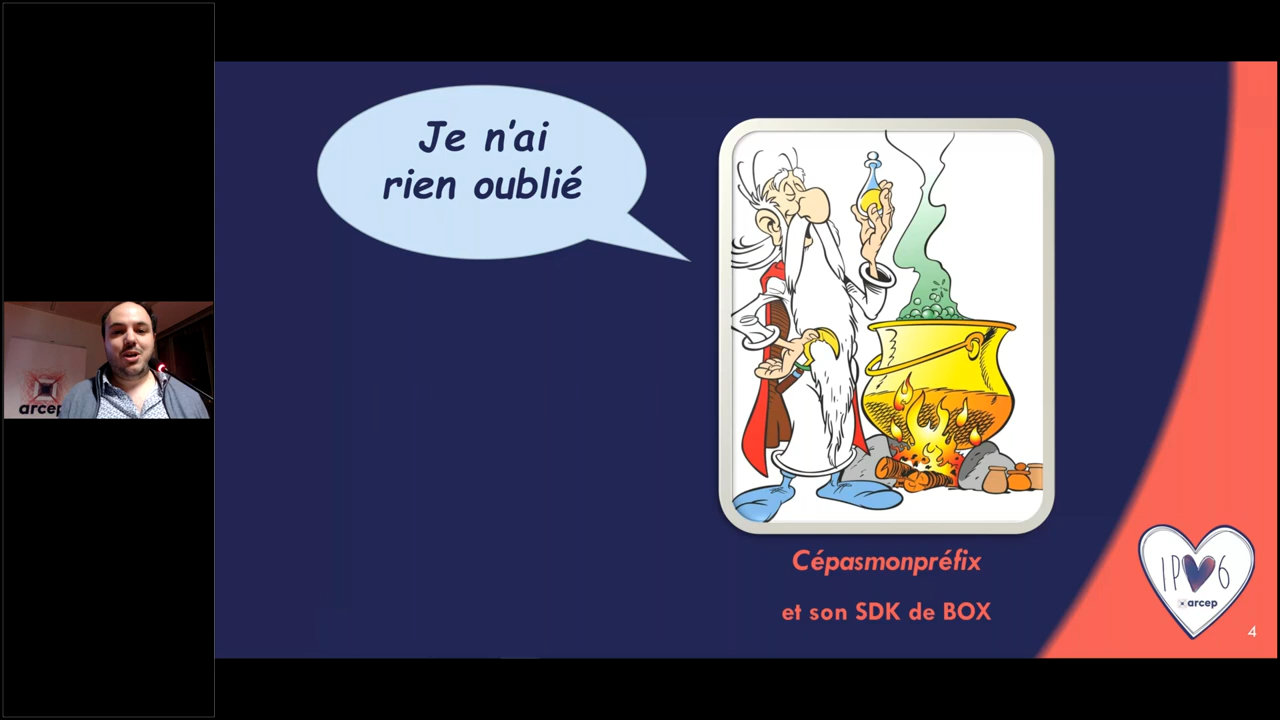 Je n'ai
rien oublié
arcep
Cépasmonpréfix
et son SDK de BOX
IPV6
arcep
4